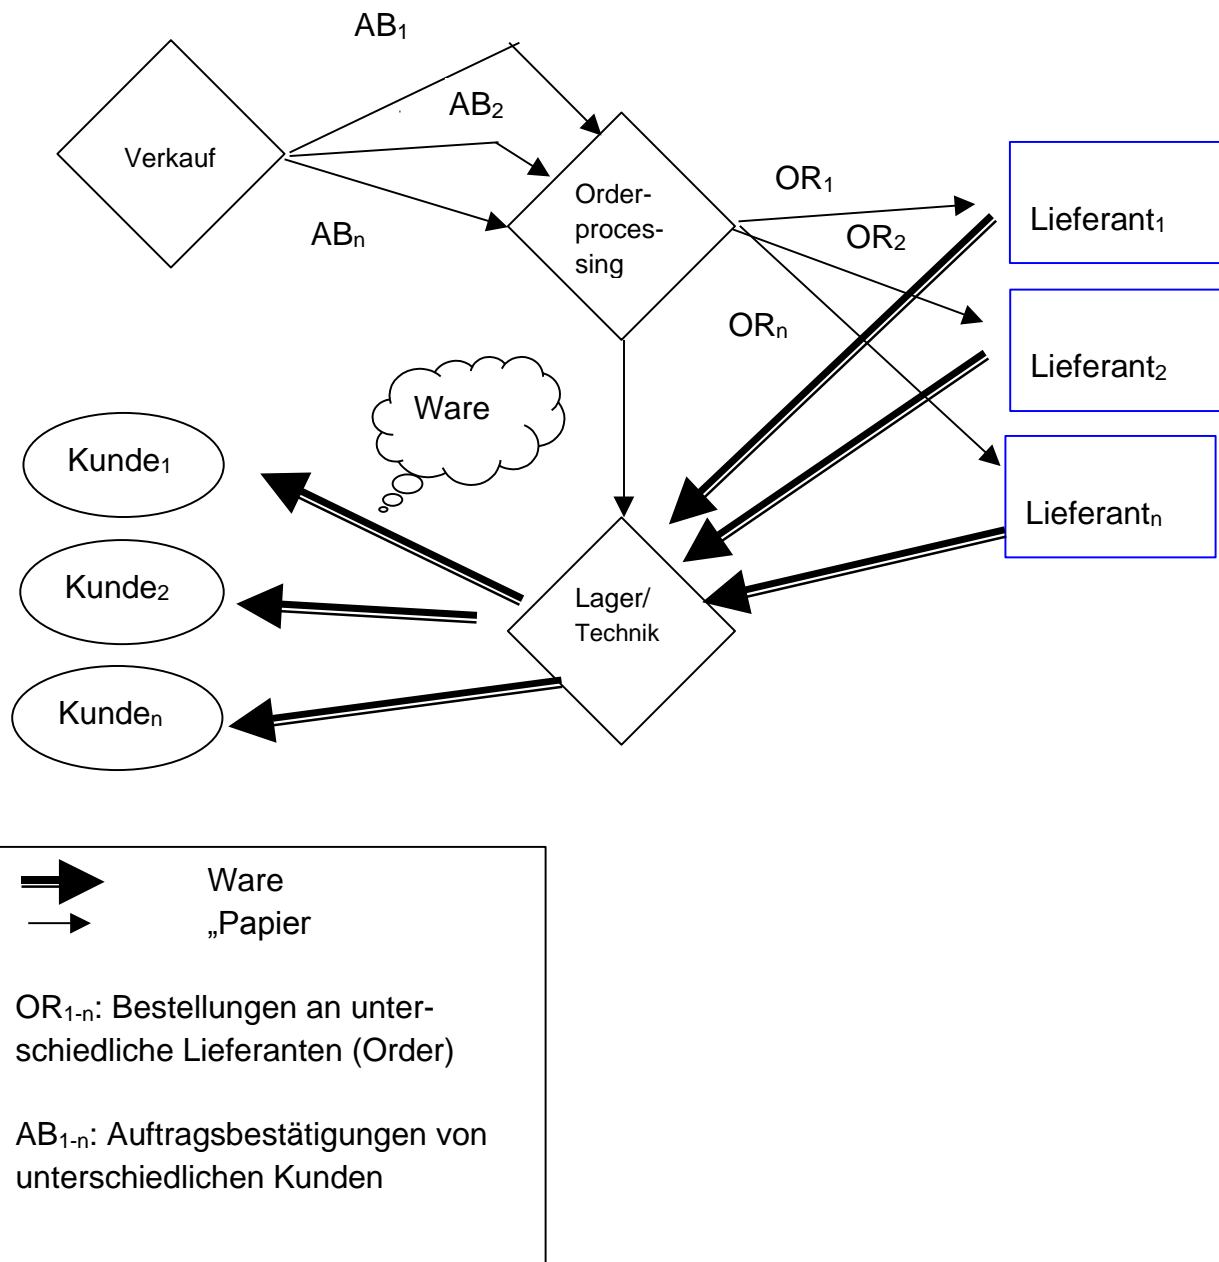 AB₁
AB₂
Verkauf
ABₙ
Order-
proces-
sing
OR₁
OR₂
ORₙ
Lieferant₁
Lieferant₂
Lieferantₙ
Ware
Kunde₁
Kunde₂
Kundeₙ
Lager/
Technik
Ware
„Papier
OR₁₋ₙ: Bestellungen an unter-
schiedliche Lieferanten (Order)
AB₁₋ₙ: Auftragsbestätigungen von
unterschiedlichen Kunden